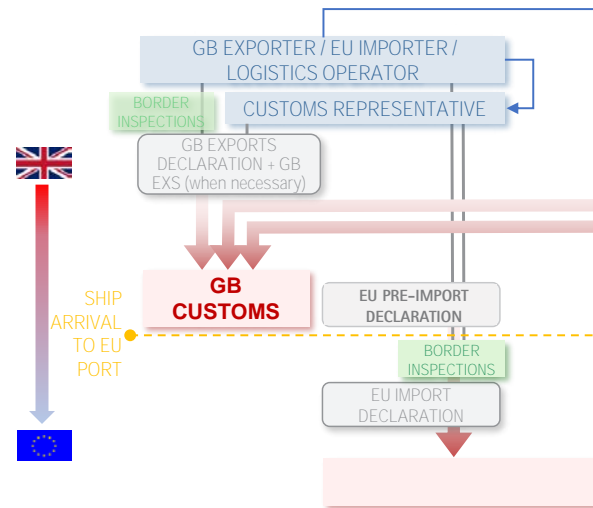 GB EXPORTER / EU IMPORTER /
LOGISTICS OPERATOR
BORDER
INSPECTIONS
CUSTOMS REPRESENTATIVE
GB EXPORTS
DECLARATION + GB
EXS (when necessary)
GB
CUSTOMS
EU PRE-IMPORT
DECLARATION
SHIP
ARRIVAL
TO EU
PORT
BORDER
INSPECTIONS
EU IMPORT
DECLARATION